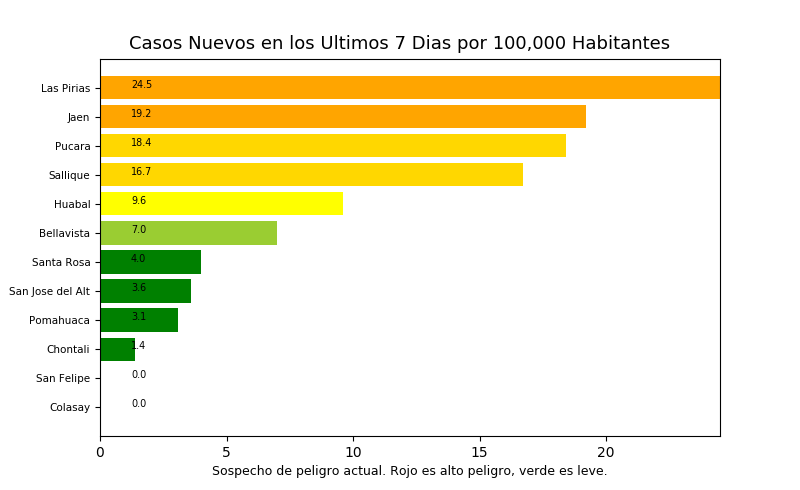 Casos Nuevos en los Ultimos 7 Dias por 100,000 Habitantes
Las Pirias 24.5
Jaen 19.2
Pucara 18.4
Sallique 16.7
Huabal 9.6
Bellavista 7.0
Santa Rosa 4.0
San Jose del Alt 3.6
Pomahuaca 3.1
Chontali 1.4
San Felipe 0.0
Colasay 0.0
0 5 10 15 20
Sospecho de peligro actual. Rojo es alto peligro, verde es leve.